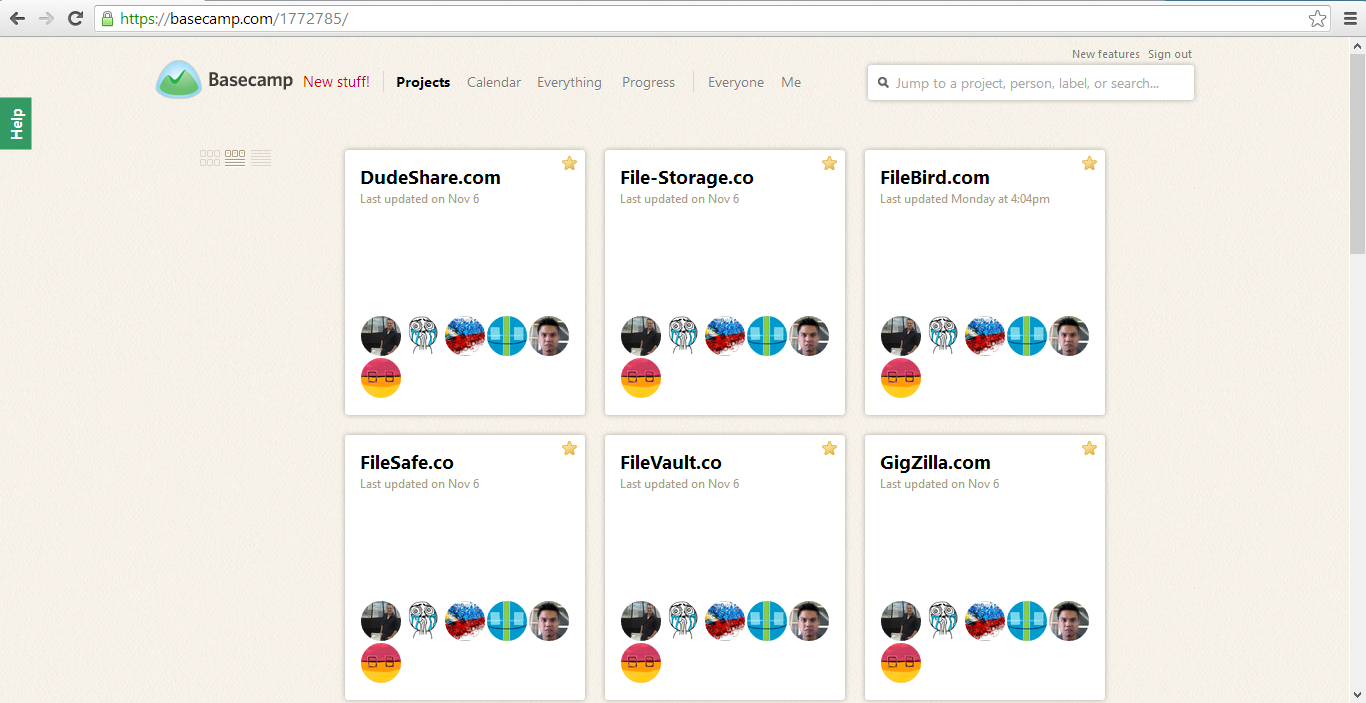 https://basecamp.com/1772785/
New features Sign out
Basecamp New stuff! Projects Calendar Everything Progress Everyone Me
Jump to a project, person, label, or search...
Help
DudeShare.com
Last updated on Nov 6
File-Storage.co
Last updated on Nov 6
FileBird.com
Last updated Monday at 4:04pm
FileSafe.co
Last updated on Nov 6
FileVault.co
Last updated on Nov 6
GigZilla.com
Last updated on Nov 6